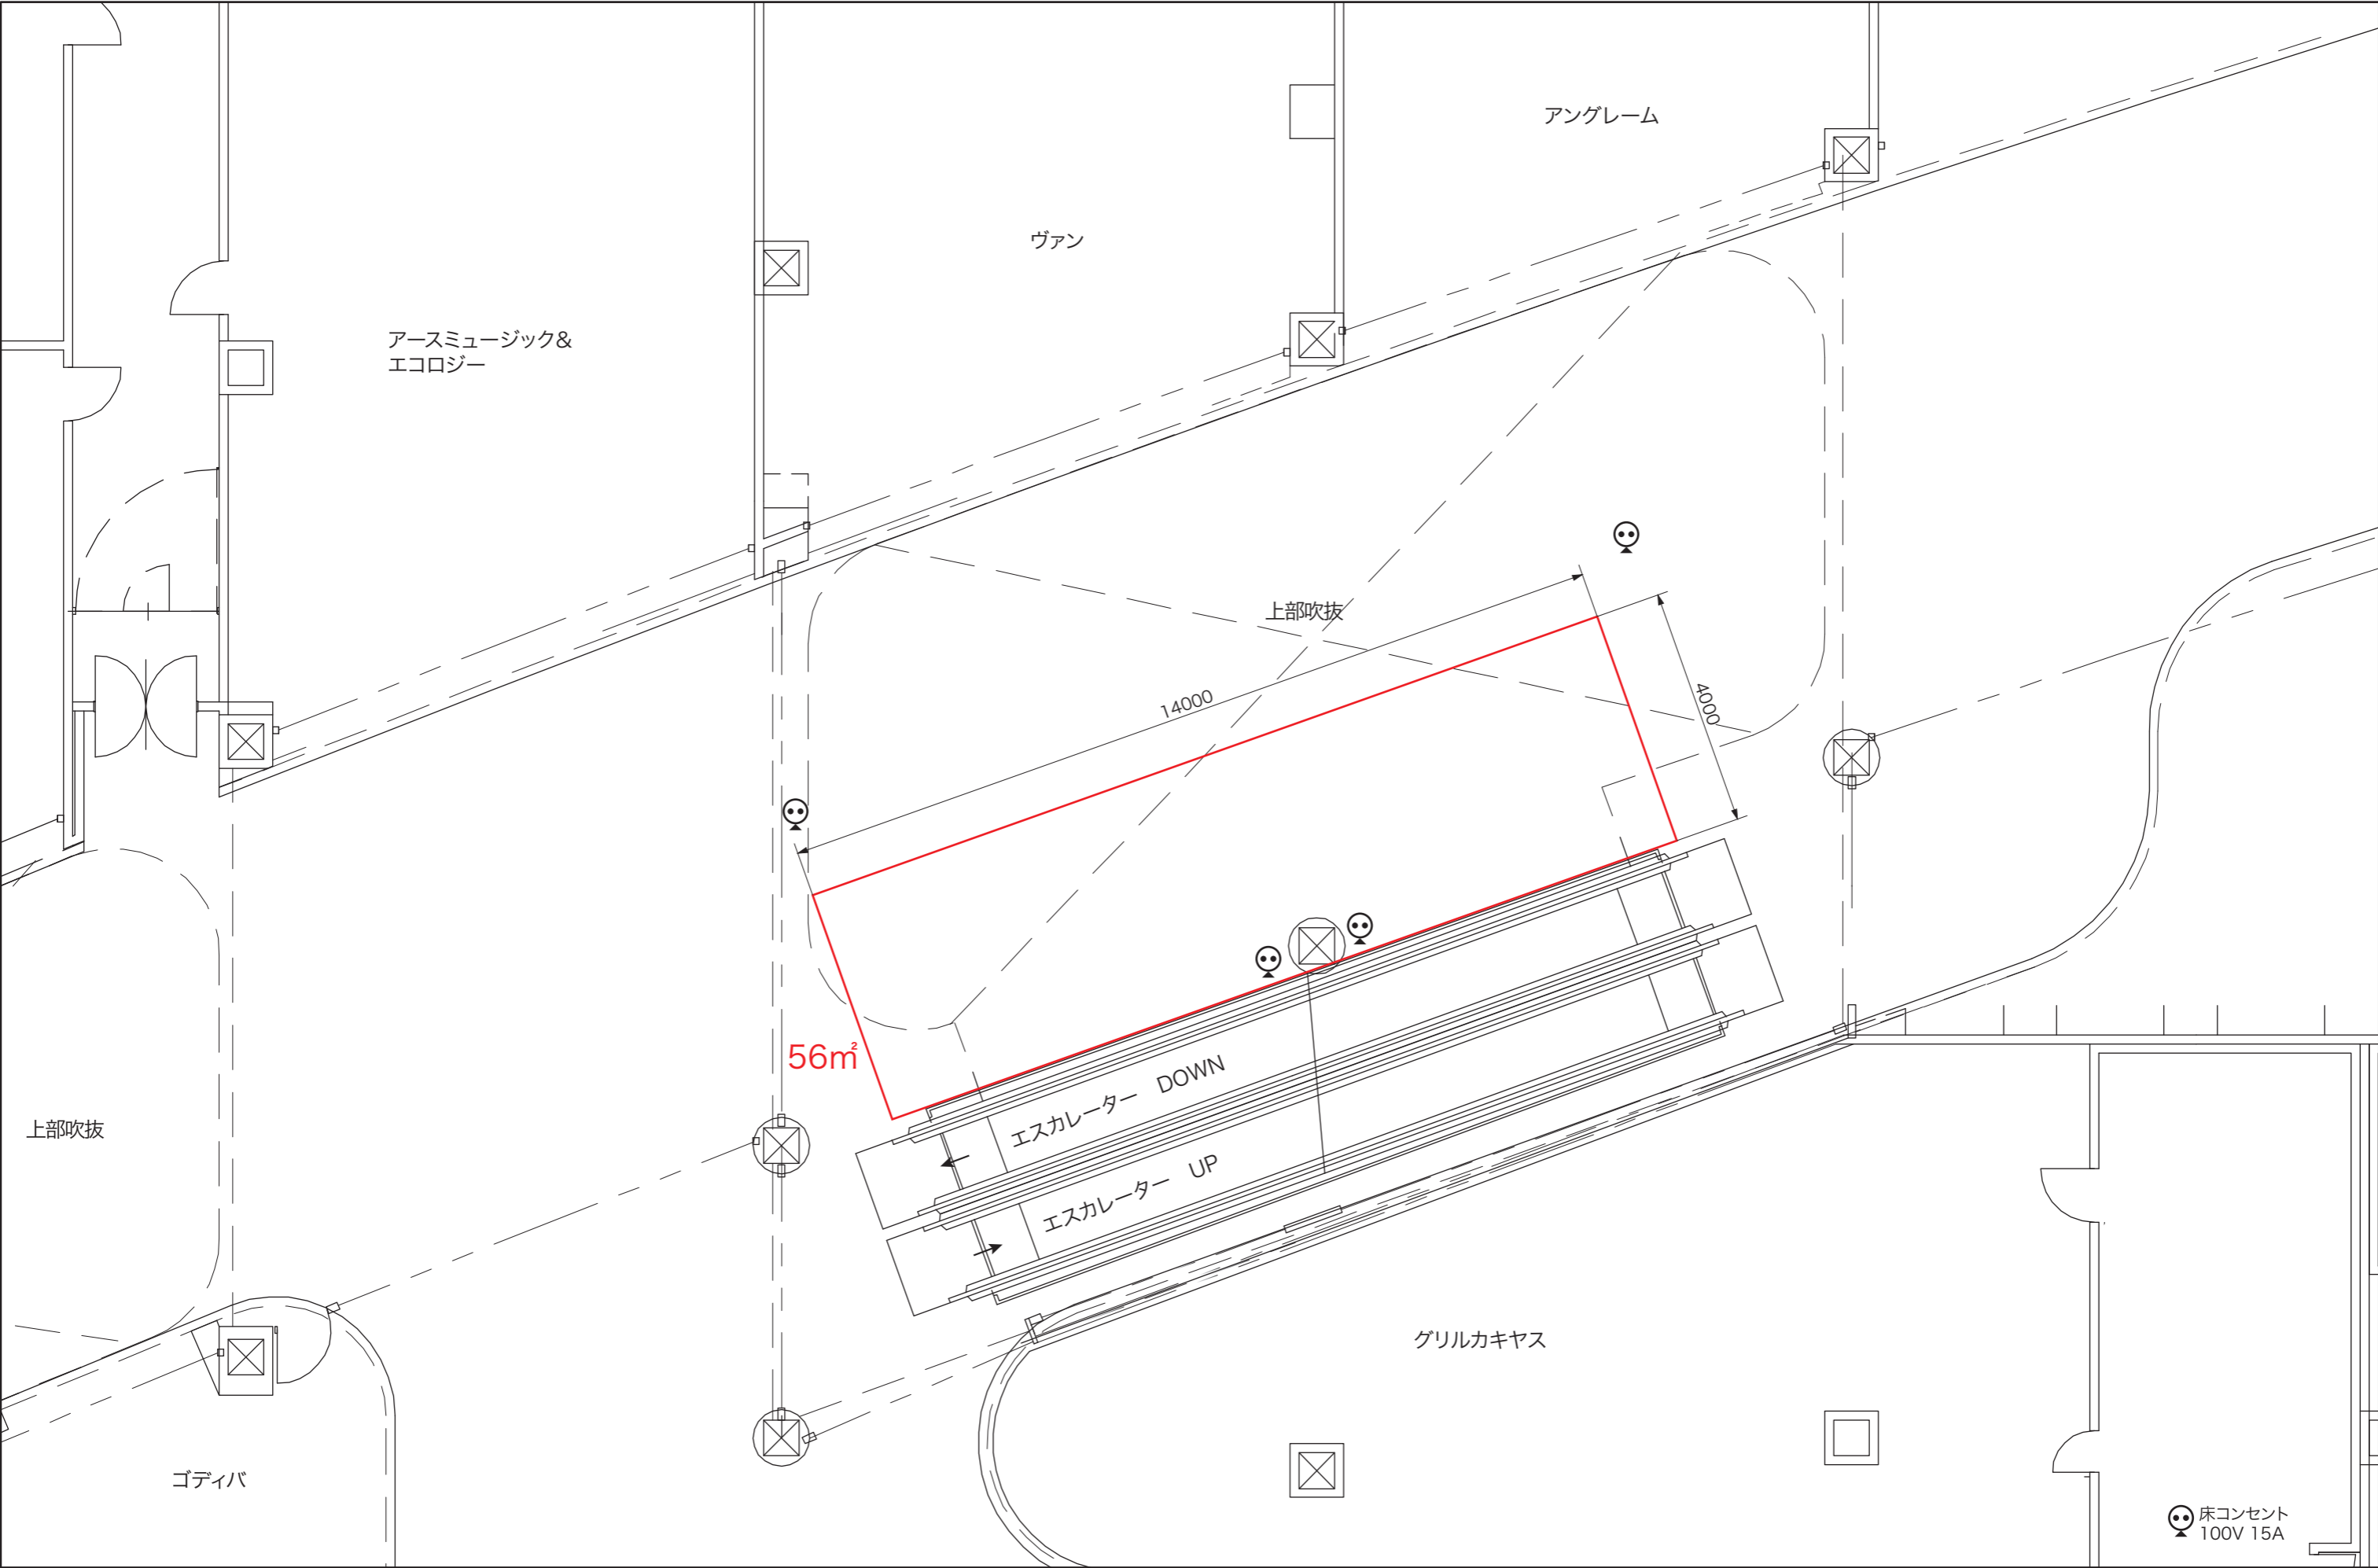 アングレーム
ヴァン
アースミュージック&
エコロジー
上部吹抜
14000
4000
56㎡
エスカレーター DOWN
エスカレーター UP
上部吹抜
グリルカキヤス
ゴディバ
床コンセント
100V 15A